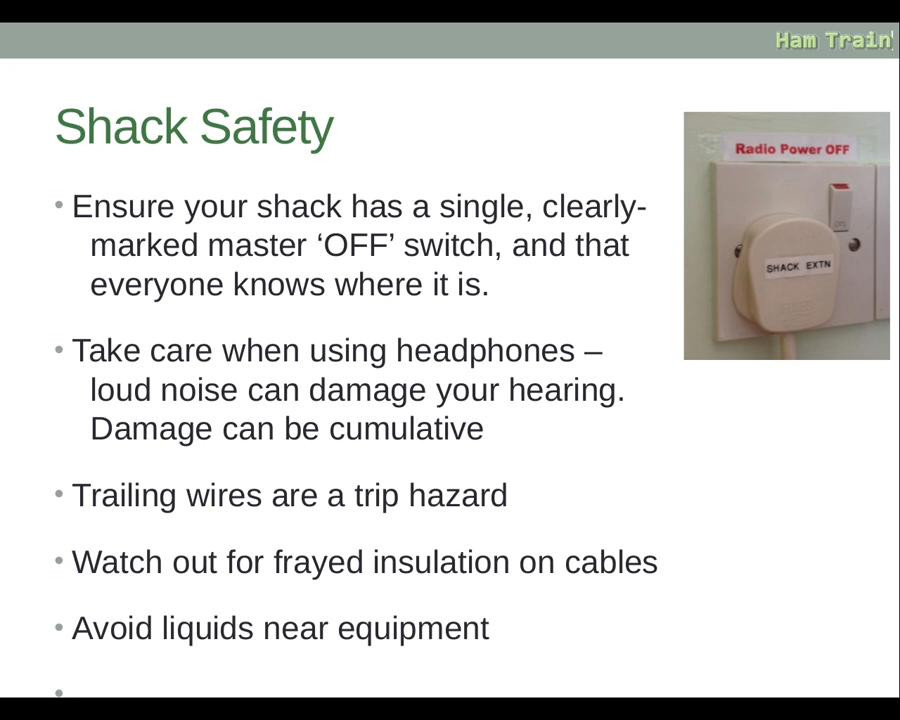 Ham Train
Shack Safety
• Ensure your shack has a single, clearly-
marked master ‘OFF’ switch, and that
everyone knows where it is.
• Take care when using headphones –
loud noise can damage your hearing.
Damage can be cumulative
• Trailing wires are a trip hazard
• Watch out for frayed insulation on cables
• Avoid liquids near equipment
•
Radio Power OFF
SHACK EXTN